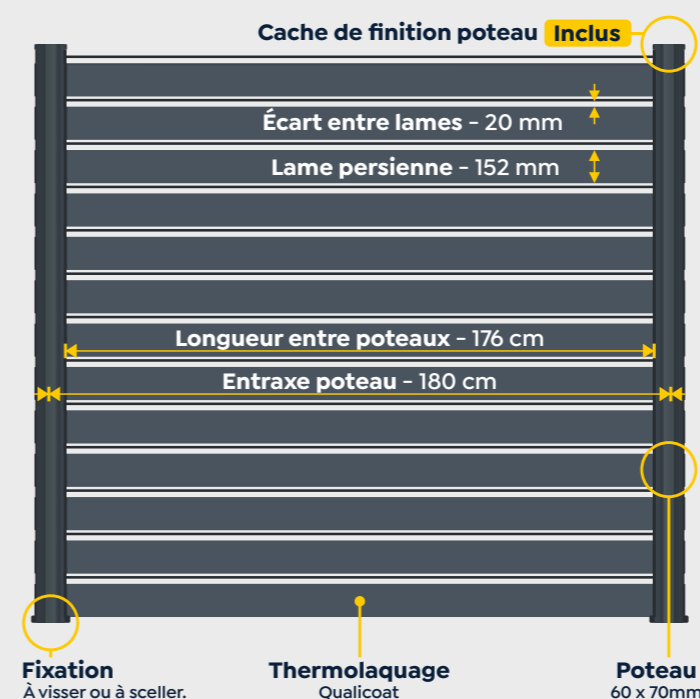 Cache de finition poteau Inclus
Écart entre lames - 20 mm
Lame persienne - 152 mm
Longueur entre poteaux - 176 cm
Entraxe poteau - 180 cm
Fixation
À visser ou à sceller.
Thermolaquage
Qualicoat
Poteau
60 x 70mm